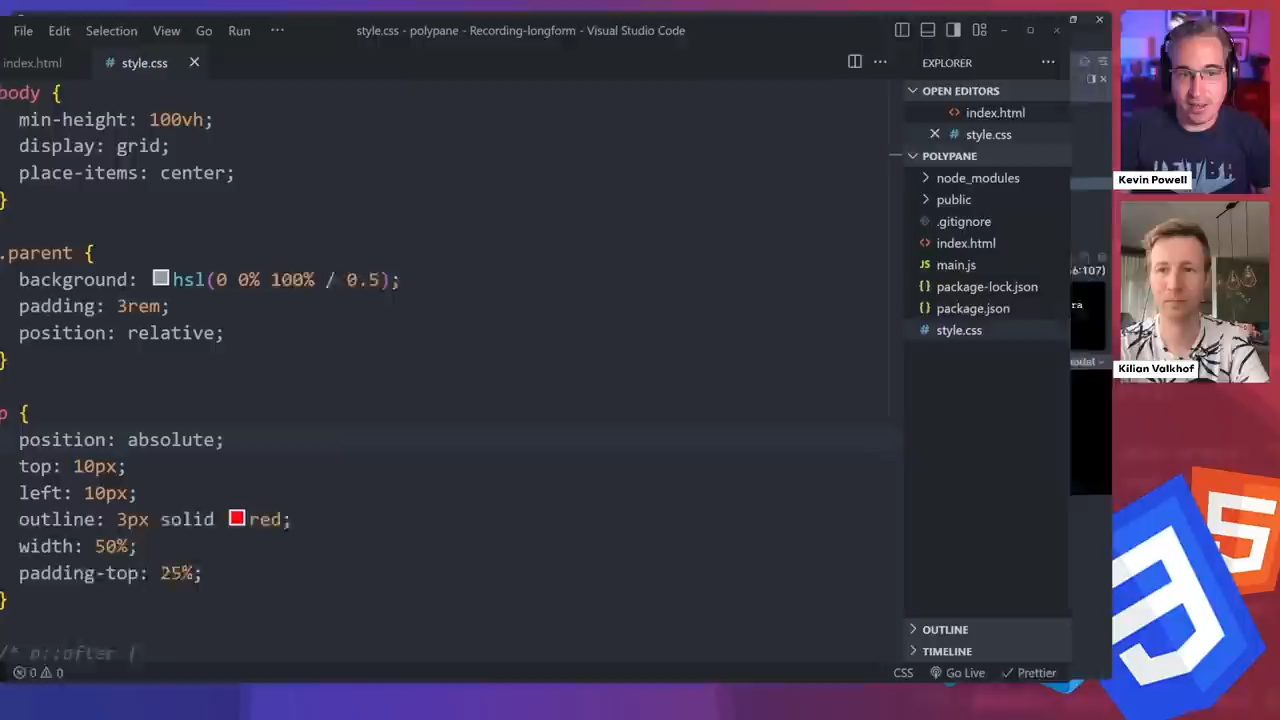 File Edit Selection View Go Run ···
style.css - polypane - Recording-longform - Visual Studio Code
index.html
# style.css
body {
min-height: 100vh;
display: grid;
place-items: center;
}
.parent {
background: hsl(0 0% 100% / 0.5);
padding: 3rem;
position: relative;
}
p {
position: absolute;
top: 10px;
left: 10px;
outline: 3px solid red;
width: 50%;
padding-top: 25%;
}
/* p::after {
0 0
EXPLORER
OPEN EDITORS
index.html
# style.css
POLYPANE
node_modules
public
.gitignore
index.html
JS main.js
{} package-lock.json
{} package.json
# style.css
OUTLINE
TIMELINE
CSS Go Live Prettier
6:107)
ra
Kevin Powell
Kilian Valkhof